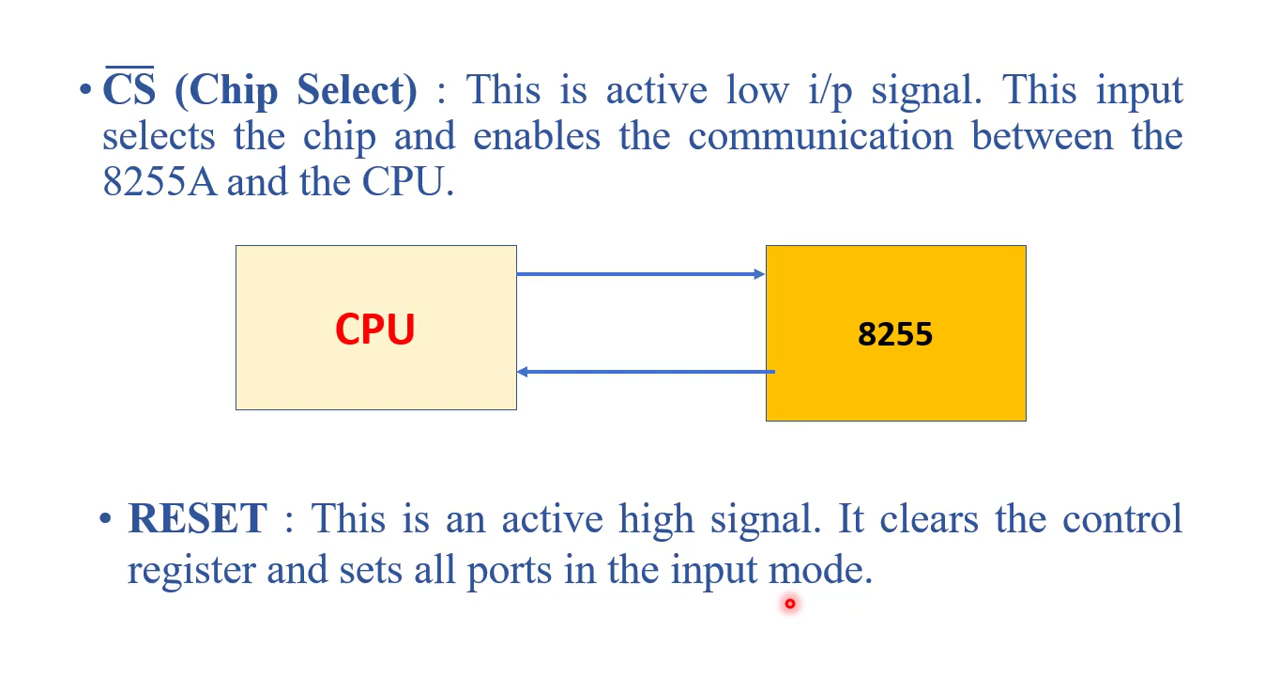 • C̅S̅ (Chip Select) : This is active low i/p signal. This input
selects the chip and enables the communication between the
8255A and the CPU.
CPU
8255
• RESET : This is an active high signal. It clears the control
register and sets all ports in the input mode.